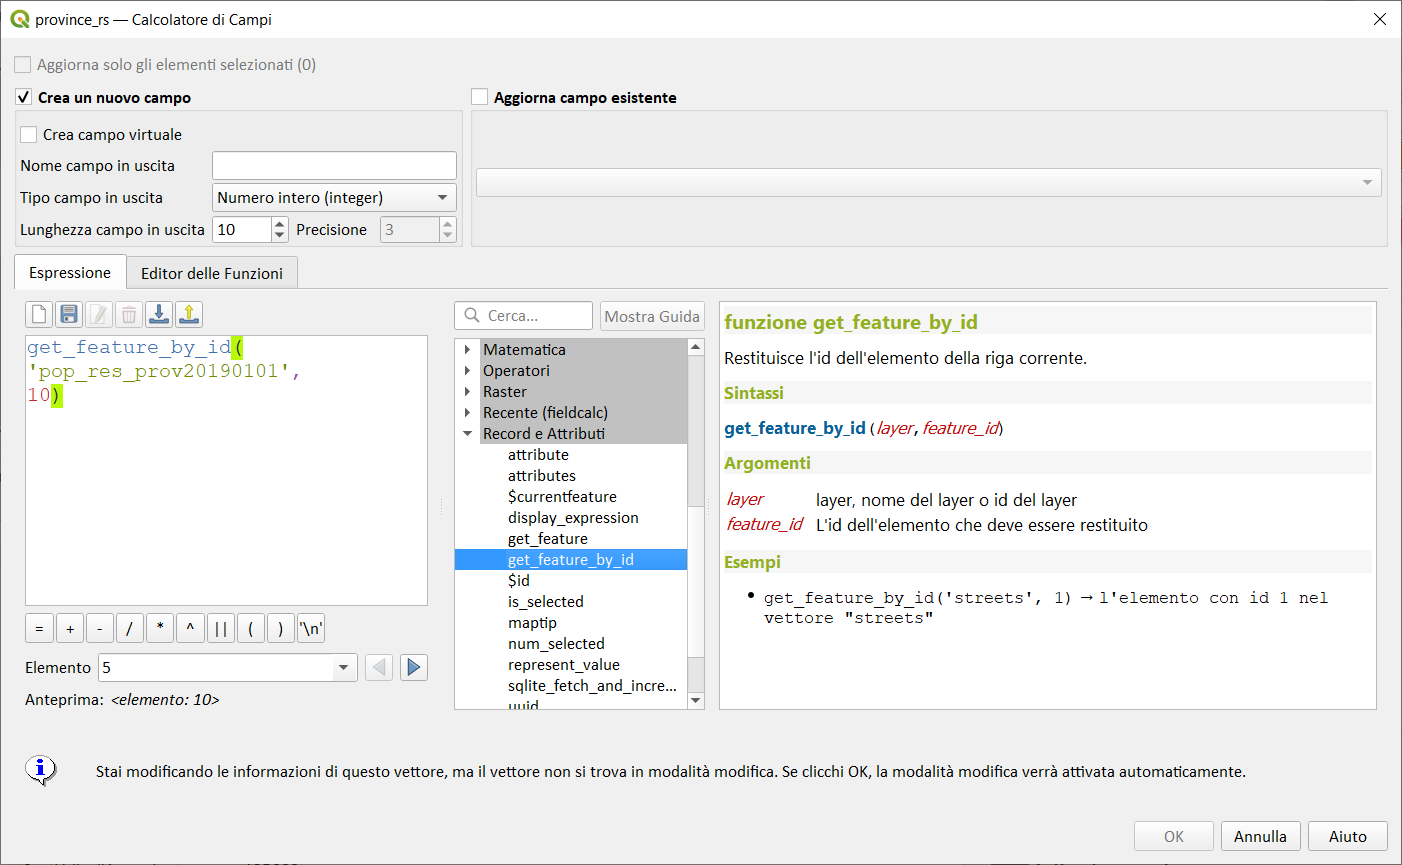 province_rs — Calcolatore di Campi
Aggiorna solo gli elementi selezionati (0)
Crea un nuovo campo
Aggiorna campo esistente
Crea campo virtuale
Nome campo in uscita
Tipo campo in uscita
Numero intero (integer)
Lunghezza campo in uscita
10
Precisione
3
Espressione
Editor delle Funzioni
get_feature_by_id(
'pop_res_prov20190101',
10)
= + - / * ^ || ( ) '\n'
Elemento
5
Anteprima: <elemento: 10>
Cerca...
Mostra Guida
Matematica
Operatori
Raster
Recente (fieldcalc)
Record e Attributi
attribute
attributes
$currentfeature
display_expression
get_feature
get_feature_by_id
$id
is_selected
maptip
num_selected
represent_value
sqlite_fetch_and_incre...
uuid
funzione get_feature_by_id
Restituisce l'id dell'elemento della riga corrente.
Sintassi
get_feature_by_id(layer,feature_id)
Argomenti
layer layer, nome del layer o id del layer
feature_id L'id dell'elemento che deve essere restituito
Esempi
• get_feature_by_id('streets', 1) → l'elemento con id 1 nel
vettore "streets"
Stai modificando le informazioni di questo vettore, ma il vettore non si trova in modalità modifica. Se clicchi OK, la modalità modifica verrà attivata automaticamente.
OK
Annulla
Aiuto